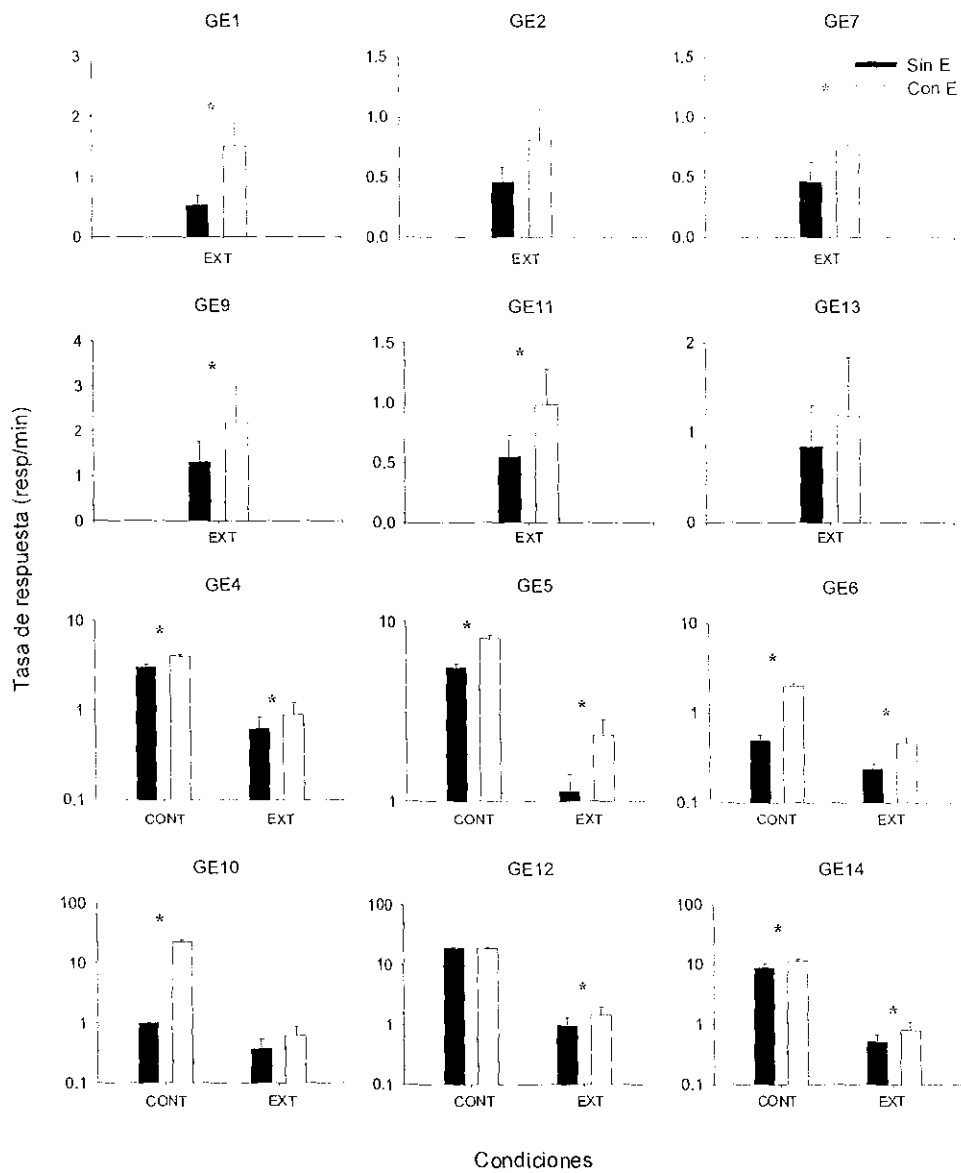 GE1 GE2 GE7
Sin E
Con E
3 1.5 1.5
* *
2 1.0 1.0
1 0.5 0.5
0 0.0 0.0
EXT EXT EXT
GE9 GE11 GE13
4 1.5 2
* *
3 1.0
2 1
1 0.5
0 0.0 0
EXT EXT EXT
Tasa de respuesta (resp/min)
GE4 GE5 GE6
10 10 10
* * *
* * *
1 1
0.1 1 0.1
CONT EXT CONT EXT CONT EXT
GE10 GE12 GE14
100 100 100
* *
10 10 10
* *
1 1 1
0.1 0.1 0.1
CONT EXT CONT EXT CONT EXT
Condiciones